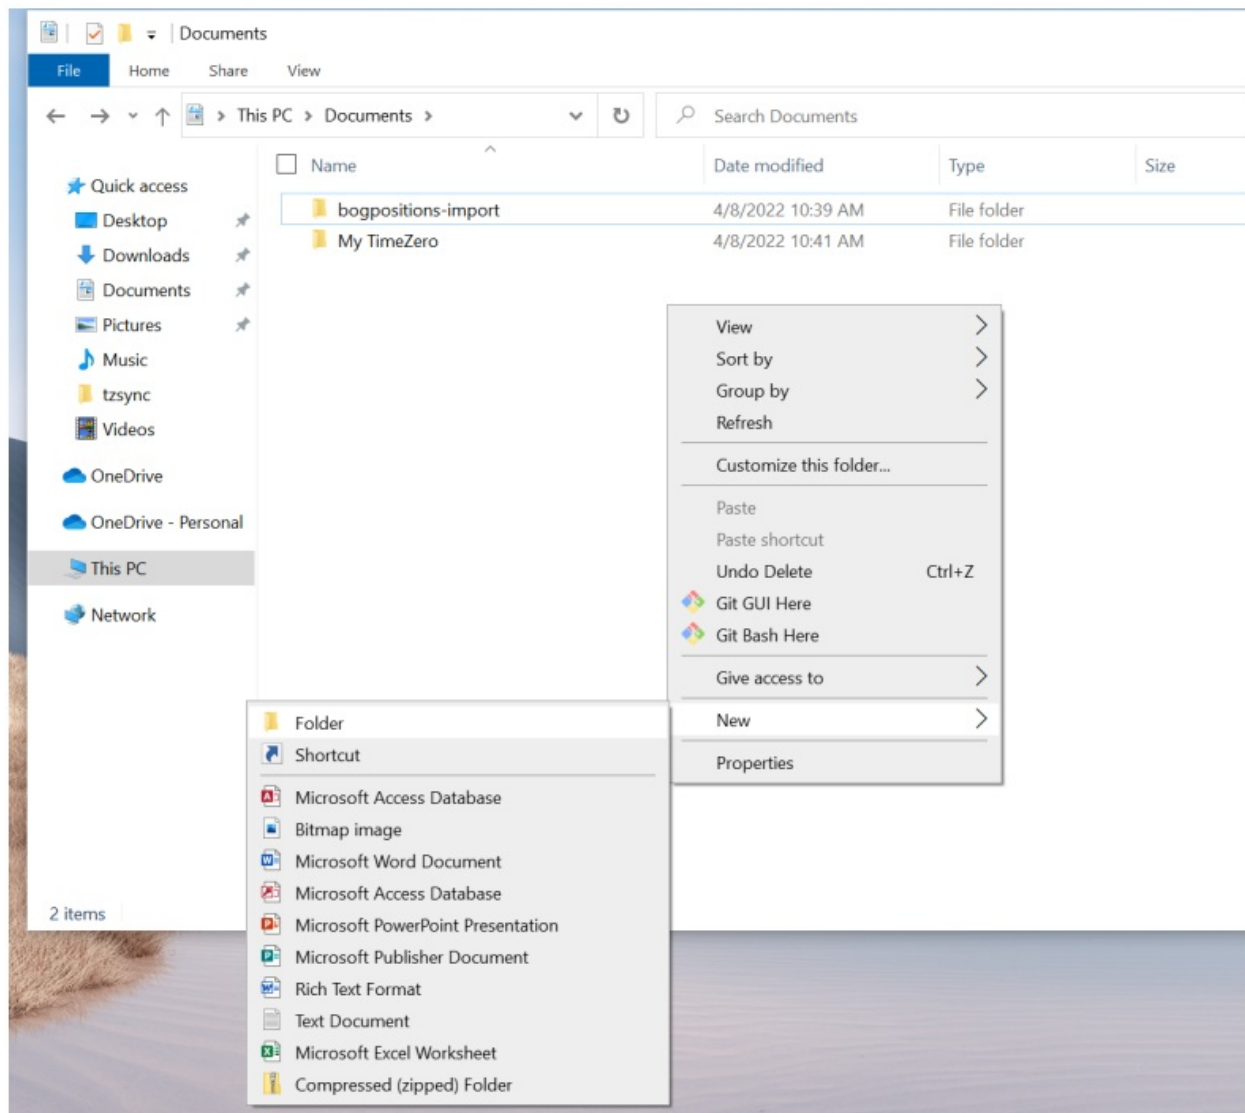 Documents
File Home Share View
This PC > Documents >
Search Documents
Name Date modified Type Size
Quick access
Desktop
Downloads
Documents
Pictures
Music
tzsync
Videos
OneDrive
OneDrive - Personal
This PC
Network
bogpositions-import 4/8/2022 10:39 AM File folder
My TimeZero 4/8/2022 10:41 AM File folder
View
Sort by
Group by
Refresh
Customize this folder...
Paste
Paste shortcut
Undo Delete Ctrl+Z
Git GUI Here
Git Bash Here
Give access to
New
Properties
Folder
Shortcut
Microsoft Access Database
Bitmap image
Microsoft Word Document
Microsoft Access Database
Microsoft PowerPoint Presentation
Microsoft Publisher Document
Rich Text Format
Text Document
Microsoft Excel Worksheet
Compressed (zipped) Folder
2 items